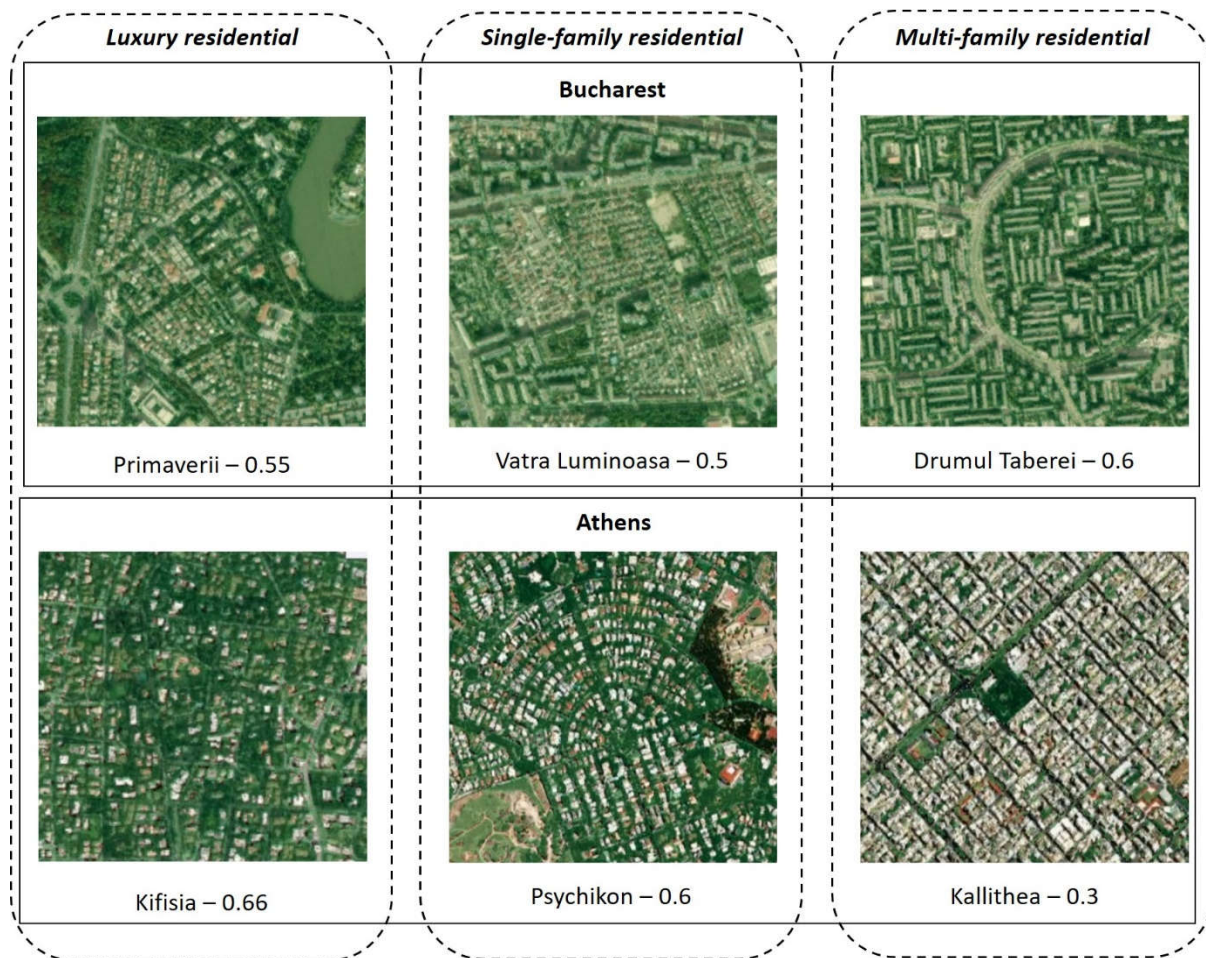 Luxury residential
Single-family residential
Multi-family residential
Bucharest
Primaverii – 0.55
Vatra Luminoasa – 0.5
Drumul Taberei – 0.6
Athens
Kifisia – 0.66
Psychikon – 0.6
Kallithea – 0.3